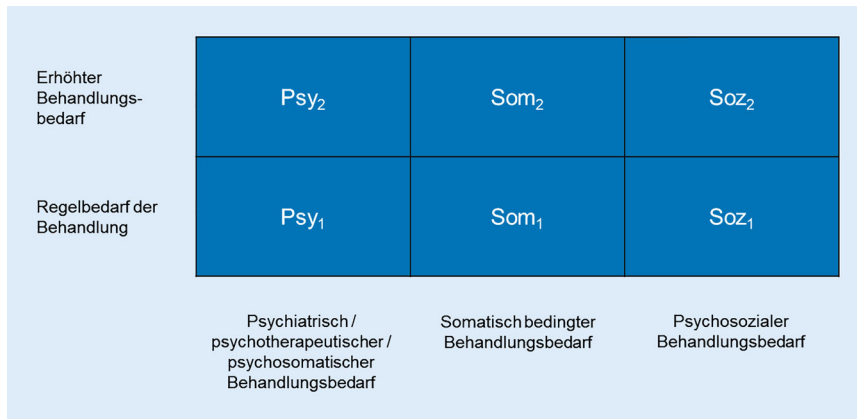 Erhöhter
Behandlungs-
bedarf
Psy₂
Som₂
Soz₂
Regelbedarf der
Behandlung
Psy₁
Som₁
Soz₁
Psychiatrisch /
psychotherapeutischer /
psychosomatischer
Behandlungsbedarf
Somatisch bedingter
Behandlungsbedarf
Psychosozialer
Behandlungsbedarf